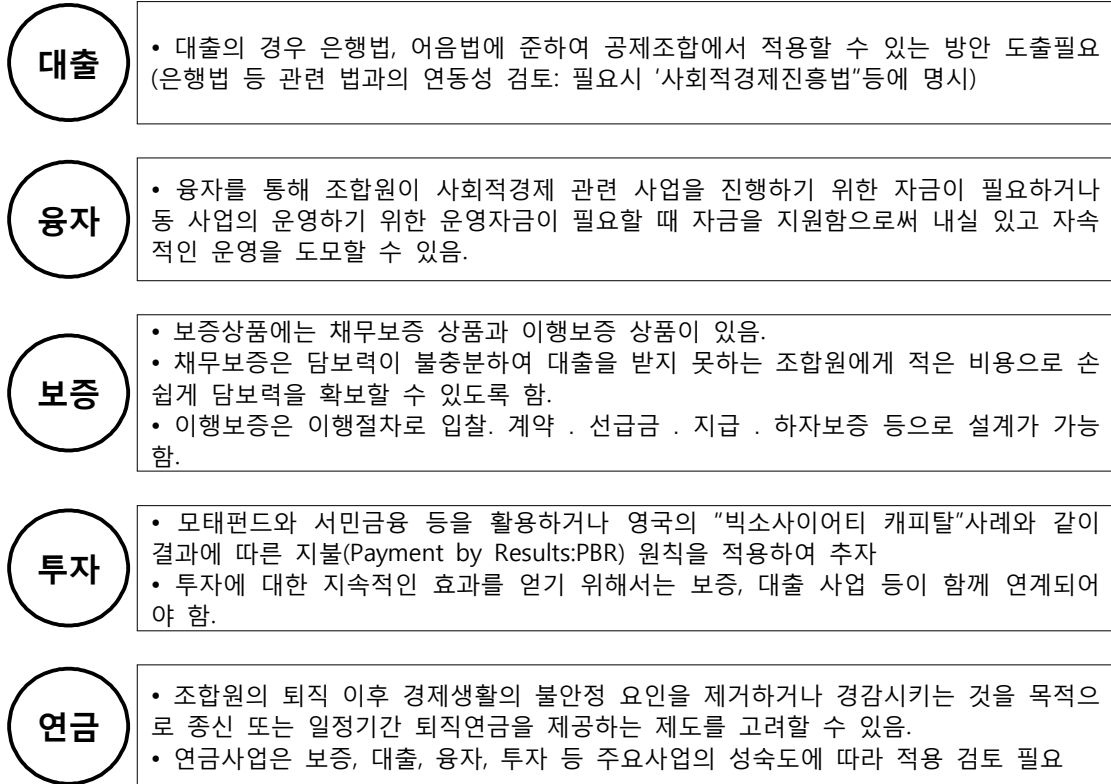 대출
• 대출의 경우 은행법, 어음법에 준하여 공제조합에서 적용할 수 있는 방안 도출필요
(은행법 등 관련 법과의 연동성 검토: 필요시 '사회적경제진흥법"등에 명시)
융자
• 융자를 통해 조합원이 사회적경제 관련 사업을 진행하기 위한 자금이 필요하거나
동 사업의 운영하기 위한 운영자금이 필요할 때 자금을 지원함으로써 내실 있고 자속
적인 운영을 도모할 수 있음.
보증
• 보증상품에는 채무보증 상품과 이행보증 상품이 있음.
• 채무보증은 담보력이 불충분하여 대출을 받지 못하는 조합원에게 적은 비용으로 손
쉽게 담보력을 확보할 수 있도록 함.
• 이행보증은 이행절차로 입찰. 계약 . 선급금 . 지급 . 하자보증 등으로 설계가 가능
함.
투자
• 모태펀드와 서민금융 등을 활용하거나 영국의 "빅소사이어티 캐피탈"사례와 같이
결과에 따른 지불(Payment by Results:PBR) 원칙을 적용하여 추자
• 투자에 대한 지속적인 효과를 얻기 위해서는 보증, 대출 사업 등이 함께 연계되어
야 함.
연금
• 조합원의 퇴직 이후 경제생활의 불안정 요인을 제거하거나 경감시키는 것을 목적으
로 종신 또는 일정기간 퇴직연금을 제공하는 제도를 고려할 수 있음.
• 연금사업은 보증, 대출, 융자, 투자 등 주요사업의 성숙도에 따라 적용 검토 필요